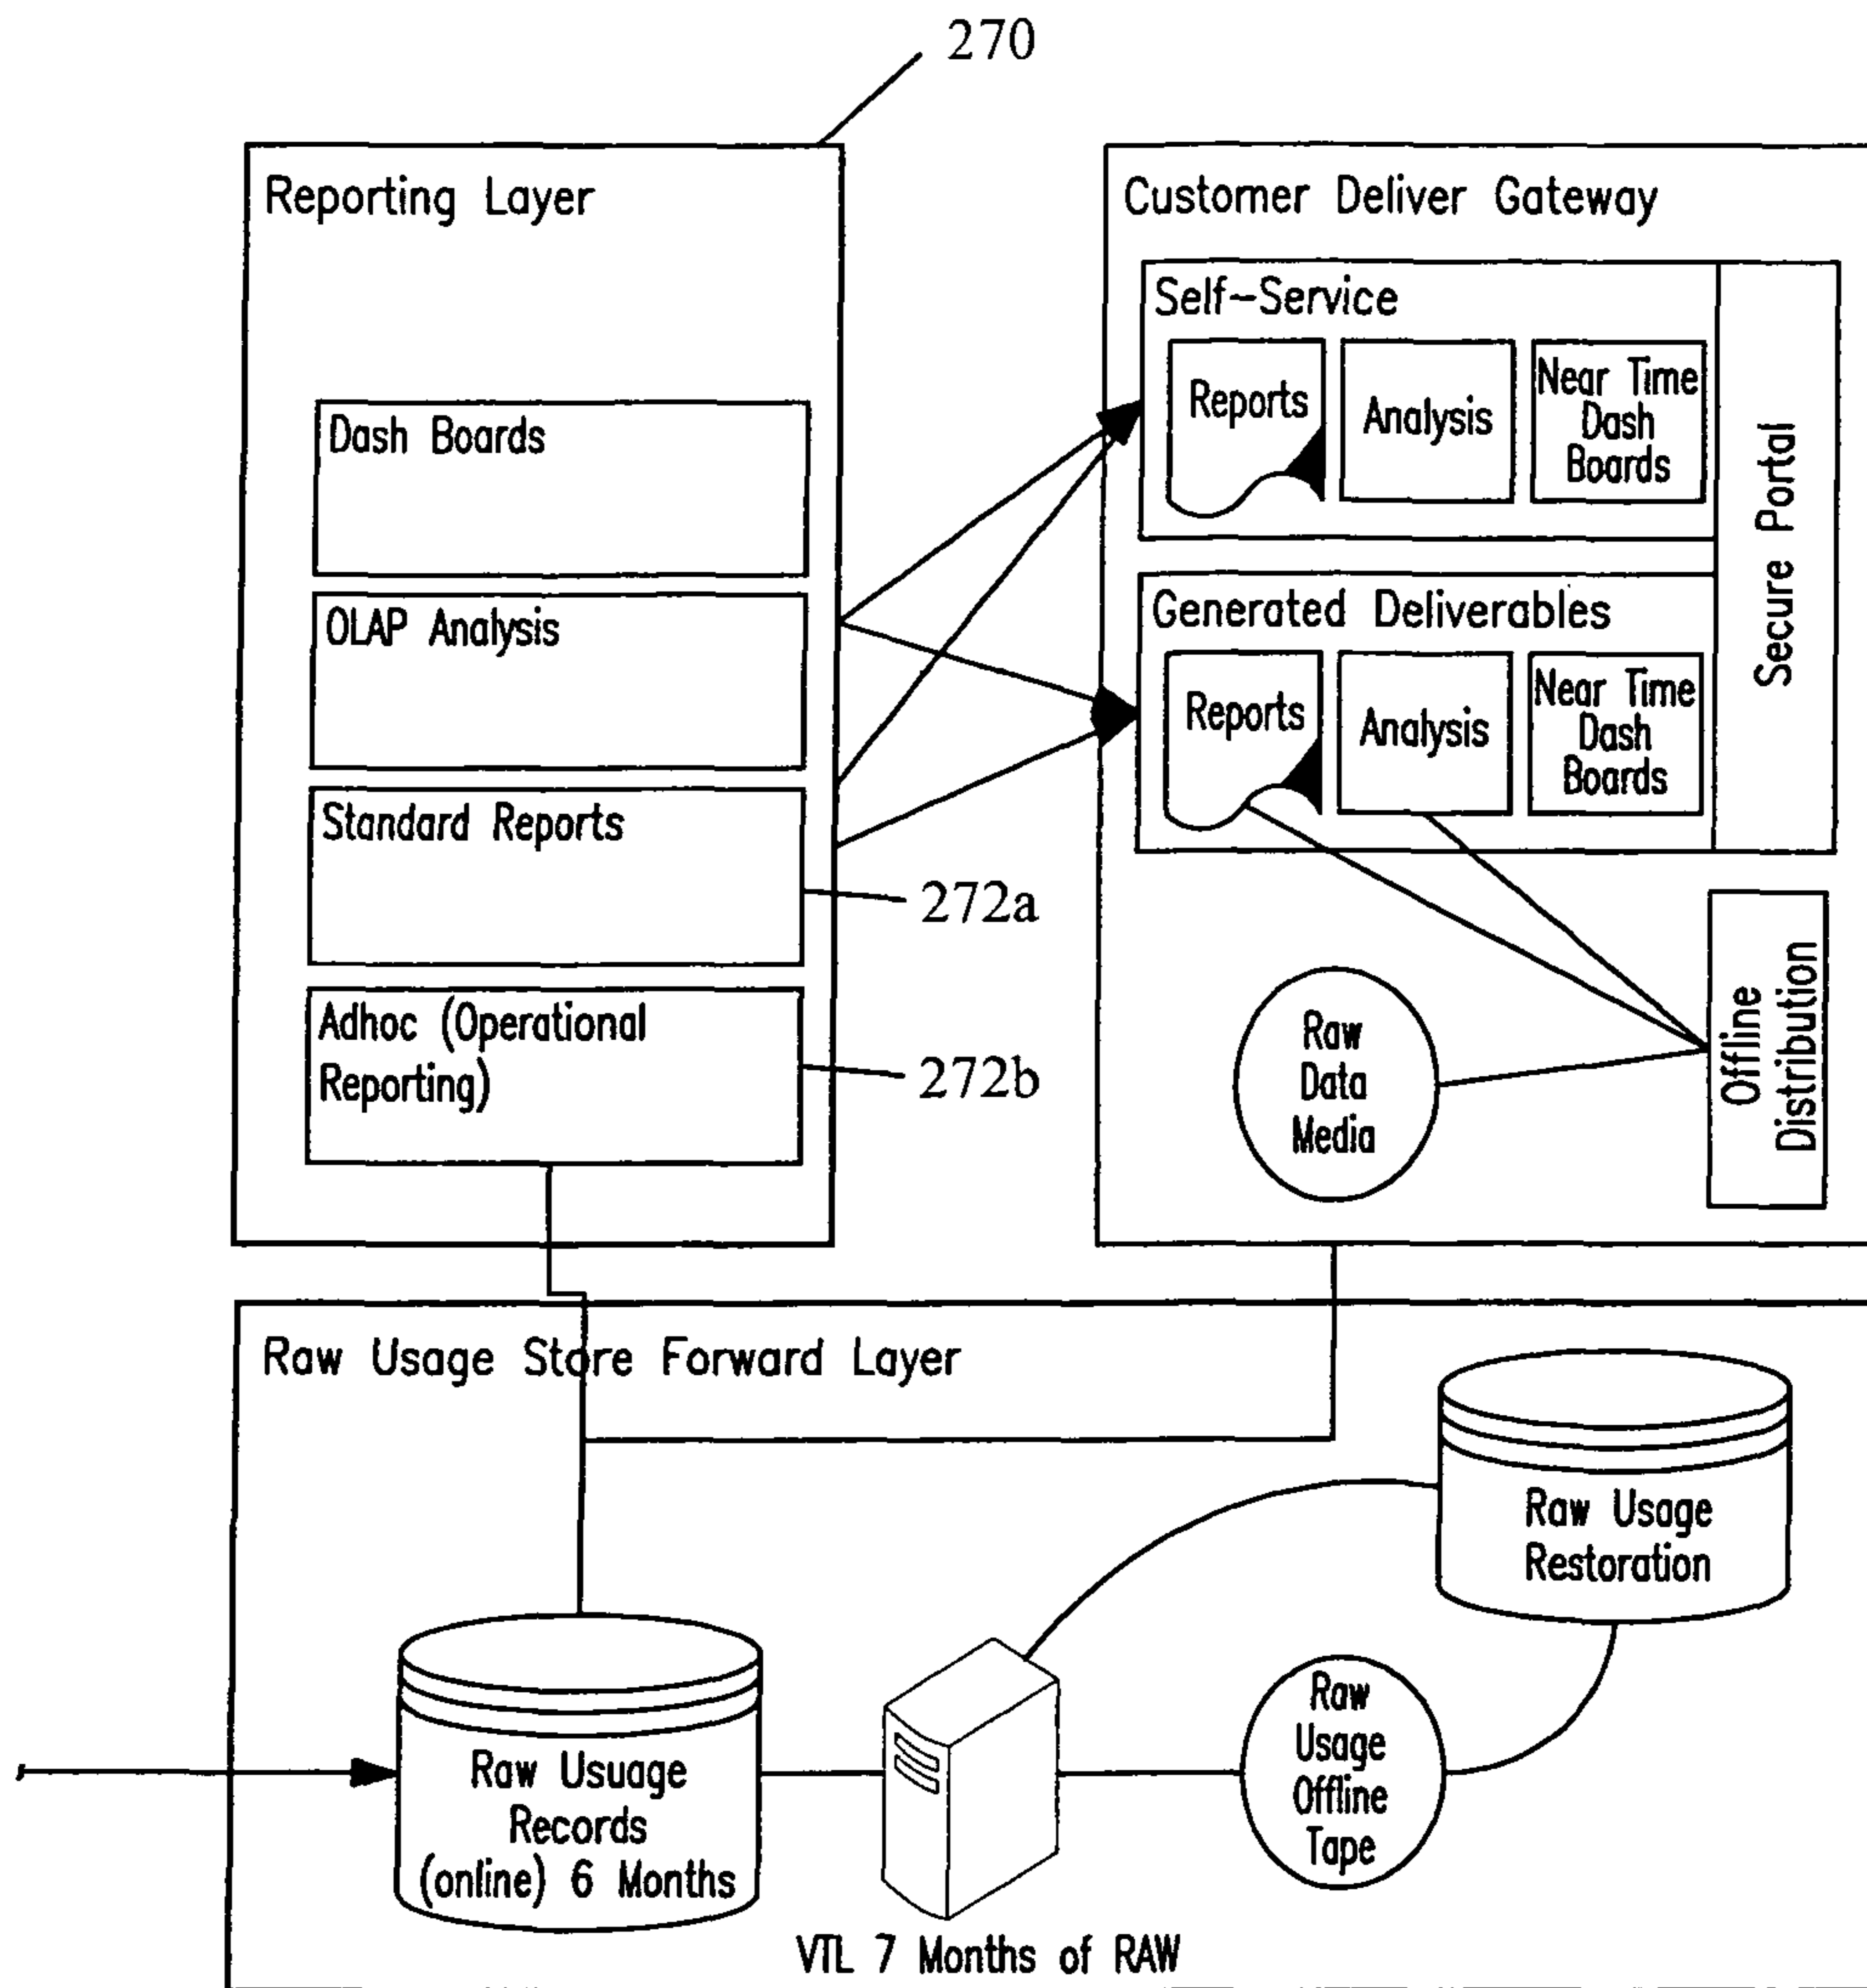 270
Reporting Layer
Dash Boards
OLAP Analysis
Standard Reports
272a
Adhoc (Operational
Reporting)
272b
Customer Deliver Gateway
Self-Service
Reports
Analysis
Near Time
Dash
Boards
Generated Deliverables
Reports
Analysis
Near Time
Dash
Boards
Secure Portal
Raw
Data
Media
Offline
Distribution
Raw Usage Store Forward Layer
Raw Usuage
Records
(online) 6 Months
VTL 7 Months of RAW
Raw
Usage
Offline
Tape
Raw Usage
Restoration